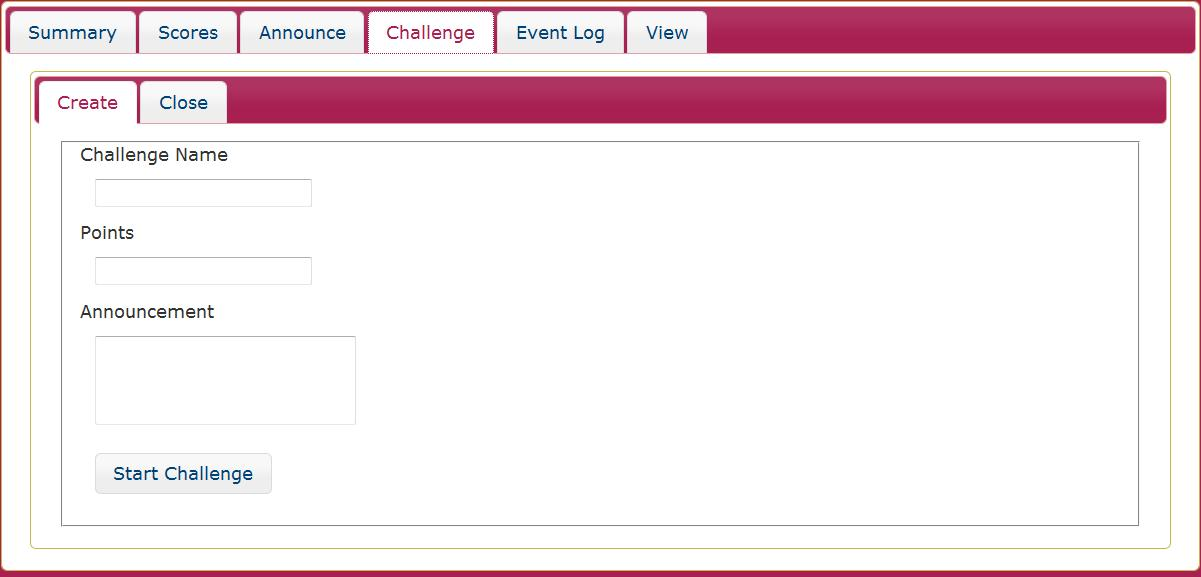 Summary Scores Announce Challenge Event Log View
Create Close
Challenge Name
Points
Announcement
Start Challenge